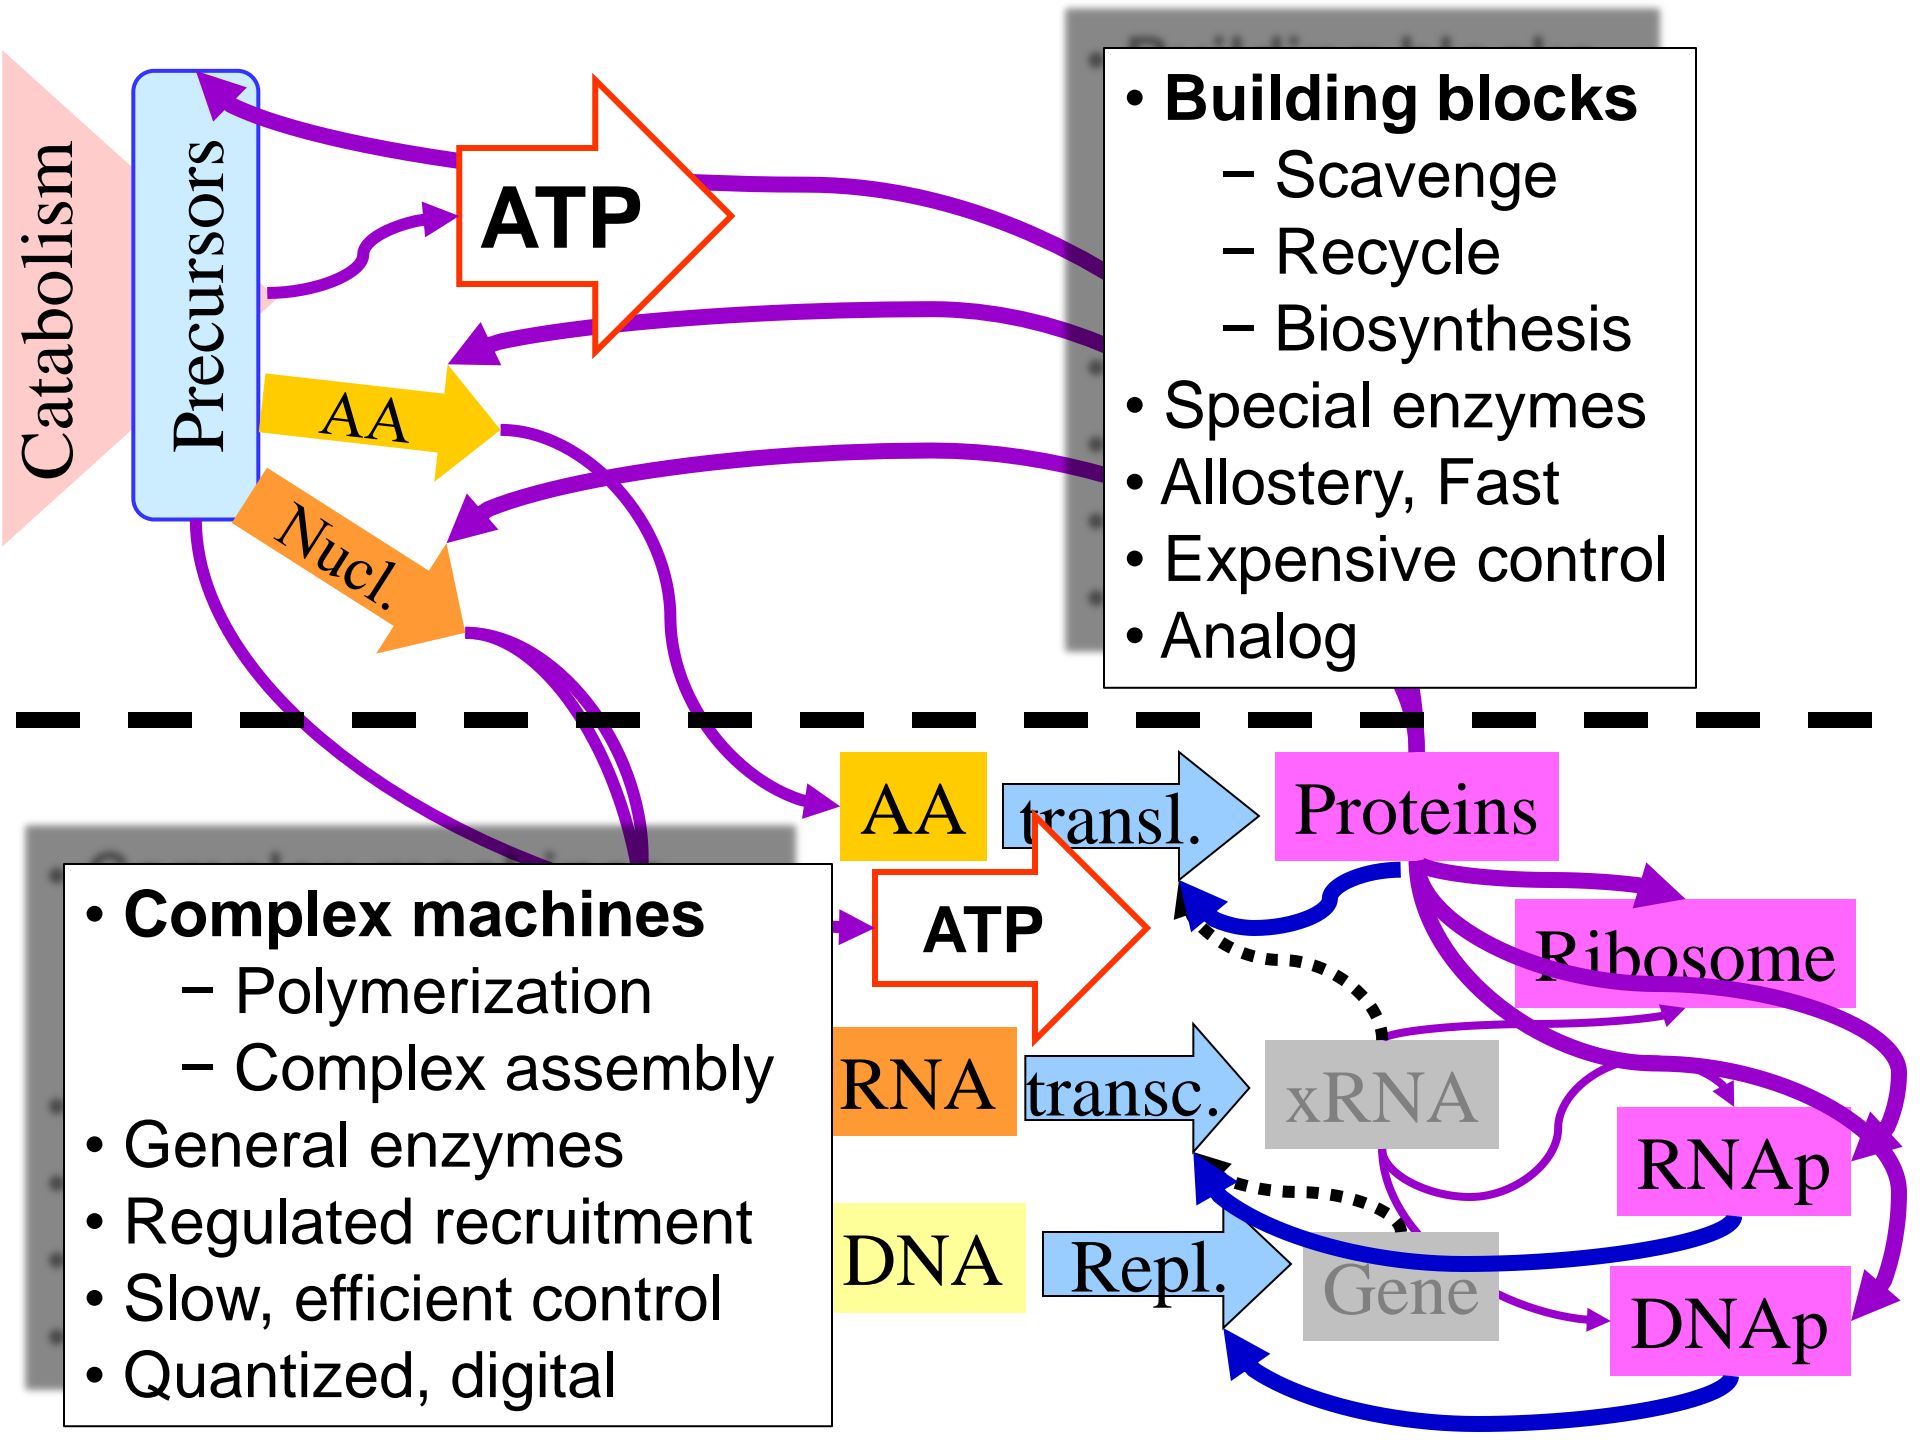 Catabolism
Precursors
ATP
AA
Nucl.
• Building blocks
– Scavenge
– Recycle
– Biosynthesis
• Special enzymes
• Allostery, Fast
• Expensive control
• Analog
AA
transl.
Proteins
ATP
Ribosome
RNA
transc.
xRNA
RNAp
DNA
Repl.
Gene
DNAp
• Complex machines
– Polymerization
– Complex assembly
• General enzymes
• Regulated recruitment
• Slow, efficient control
• Quantized, digital